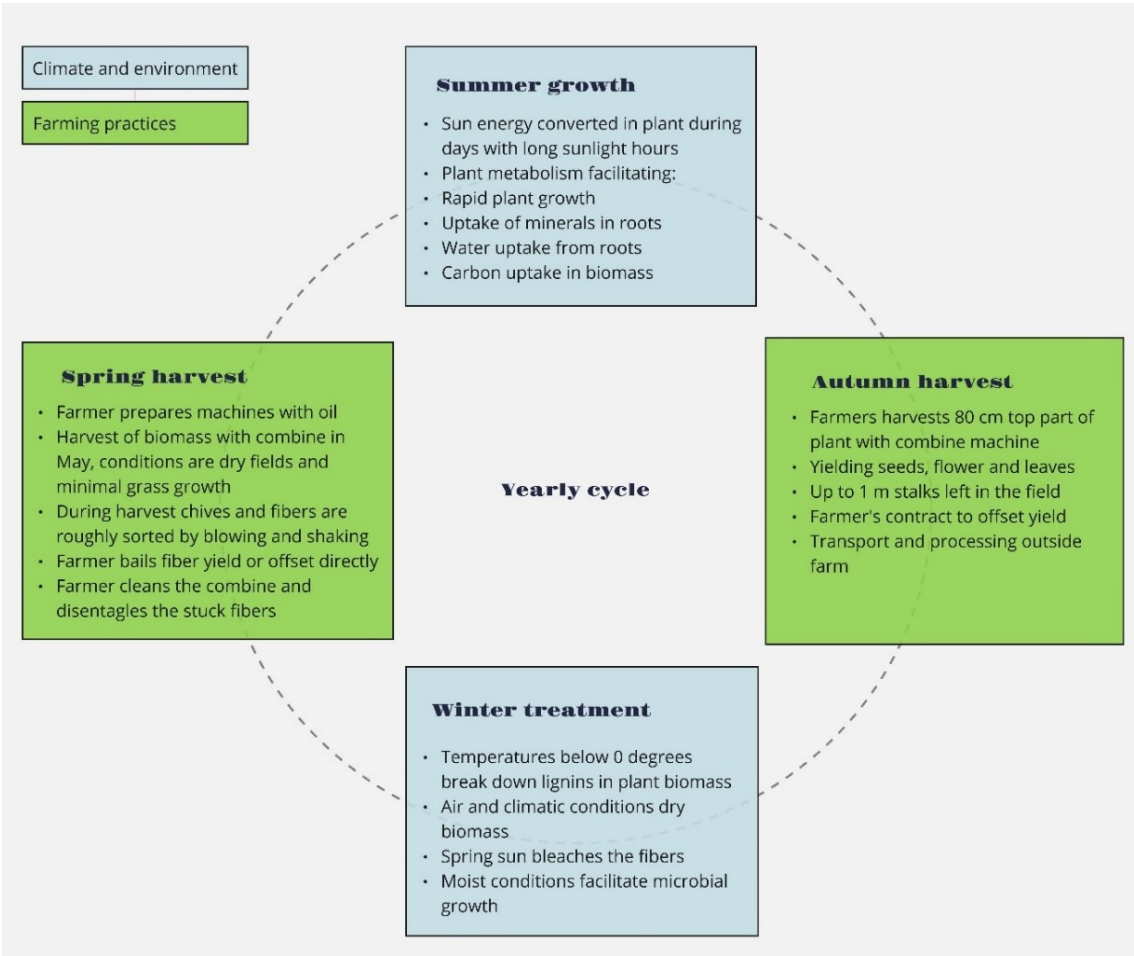 Climate and environment
Farming practices
Summer growth
• Sun energy converted in plant during
days with long sunlight hours
• Plant metabolism facilitating:
• Rapid plant growth
• Uptake of minerals in roots
• Water uptake from roots
• Carbon uptake in biomass
Spring harvest
• Farmer prepares machines with oil
• Harvest of biomass with combine in
May, conditions are dry fields and
minimal grass growth
• During harvest chives and fibers are
roughly sorted by blowing and shaking
• Farmer bails fiber yield or offset directly
• Farmer cleans the combine and
disentagles the stuck fibers
Yearly cycle
Autumn harvest
• Farmers harvests 80 cm top part of
plant with combine machine
• Yielding seeds, flower and leaves
• Up to 1 m stalks left in the field
• Farmer's contract to offset yield
• Transport and processing outside
farm
Winter treatment
• Temperatures below 0 degrees
break down lignins in plant biomass
• Air and climatic conditions dry
biomass
• Spring sun bleaches the fibers
• Moist conditions facilitate microbial
growth